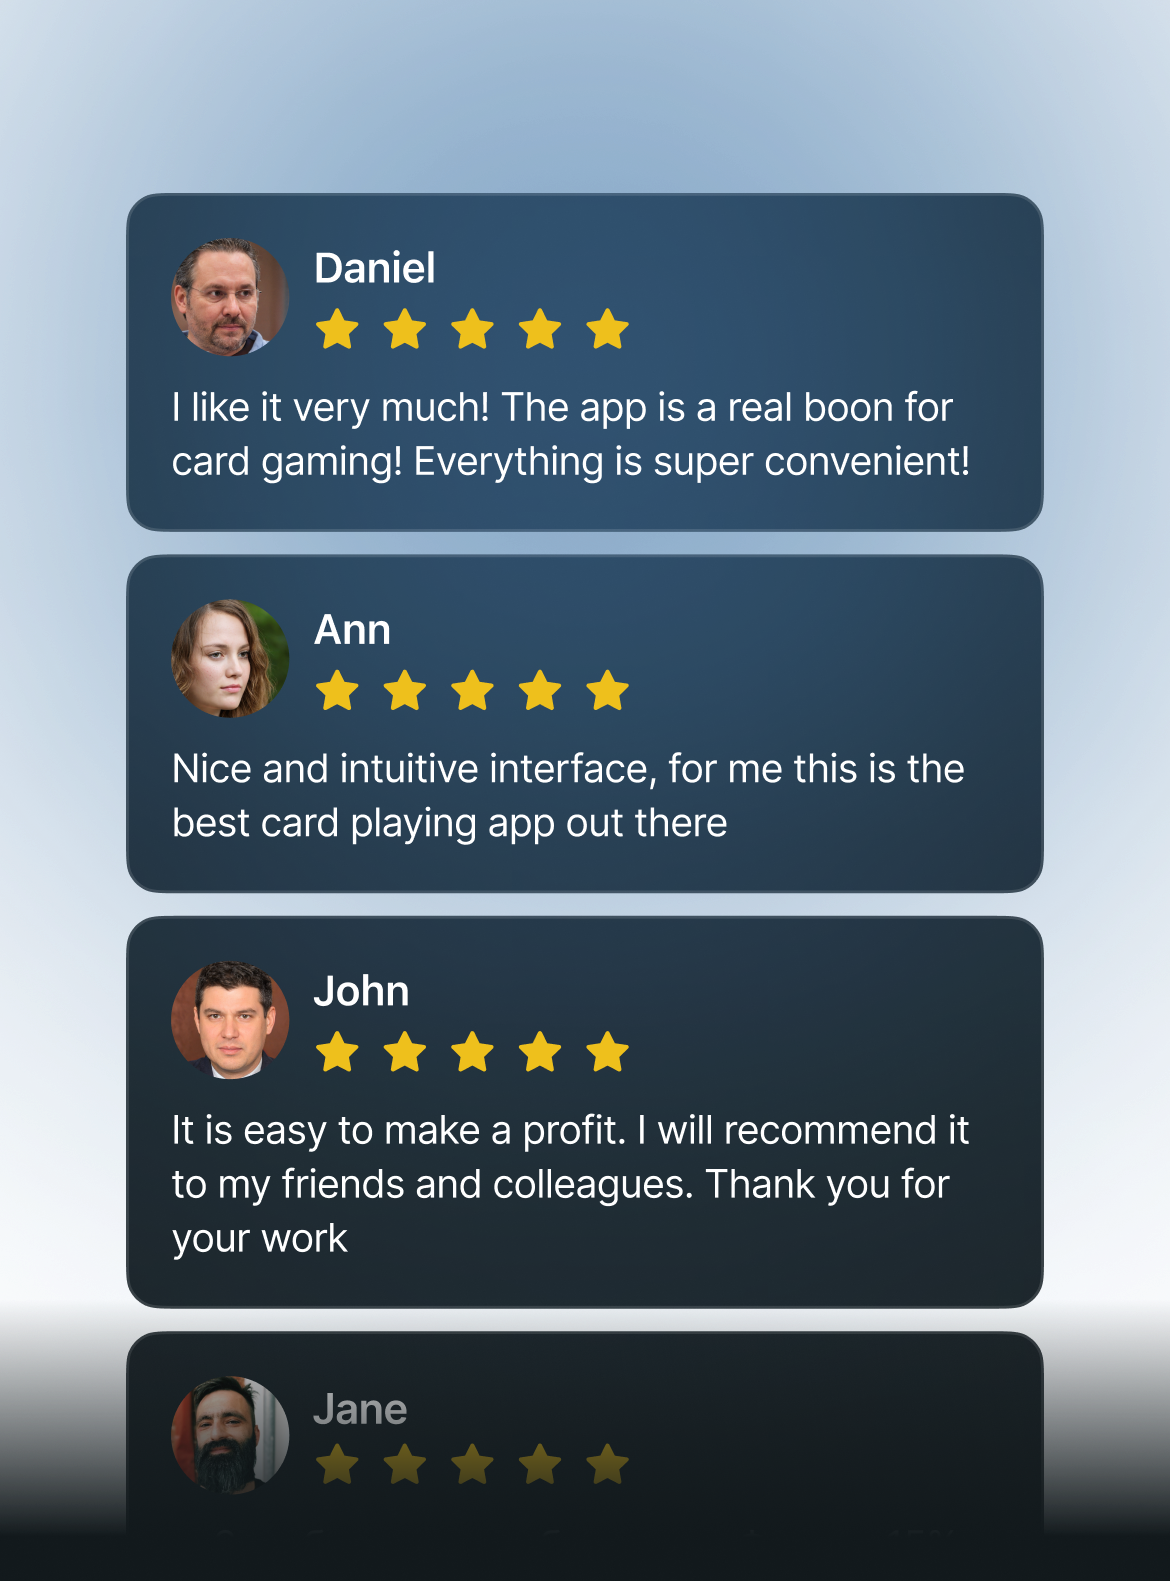 Daniel
I like it very much! The app is a real boon for
card gaming! Everything is super convenient!
Ann
Nice and intuitive interface, for me this is the
best card playing app out there
John
It is easy to make a profit. I will recommend it
to my friends and colleagues. Thank you for
your work
Jane